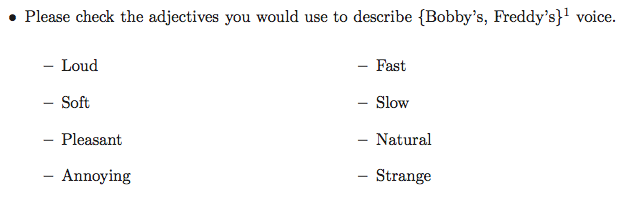 • Please check the adjectives you would use to describe {Bobby's, Freddy's}¹ voice.
– Loud
– Soft
– Pleasant
– Annoying
– Fast
– Slow
– Natural
– Strange